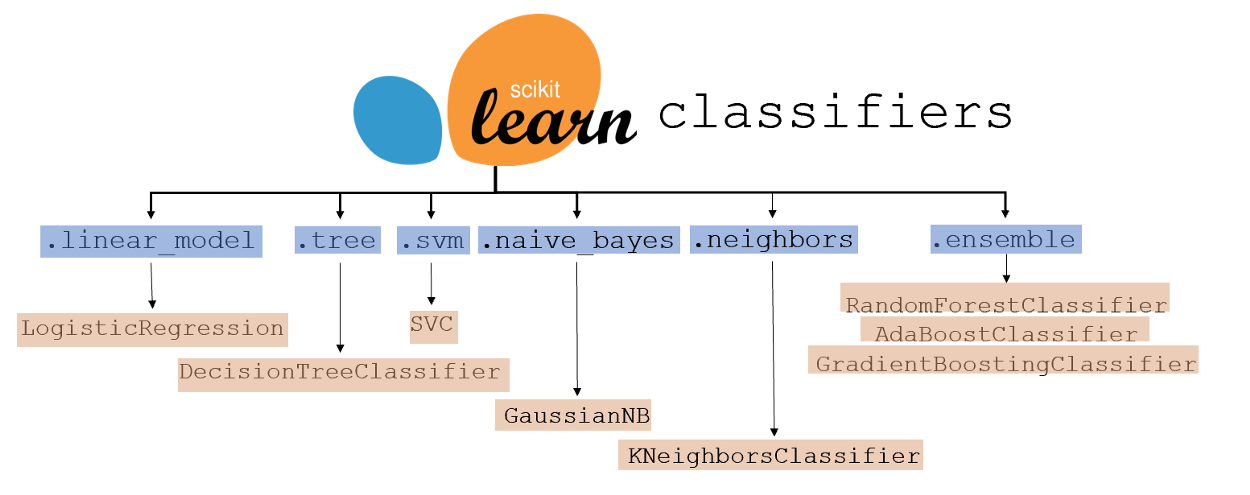 scikit
learn classifiers
.linear_model .tree .svm .naive_bayes .neighbors .ensemble
LogisticRegression
DecisionTreeClassifier
SVC
GaussianNB
KNeighborsClassifier
RandomForestClassifier
AdaBoostClassifier
GradientBoostingClassifier